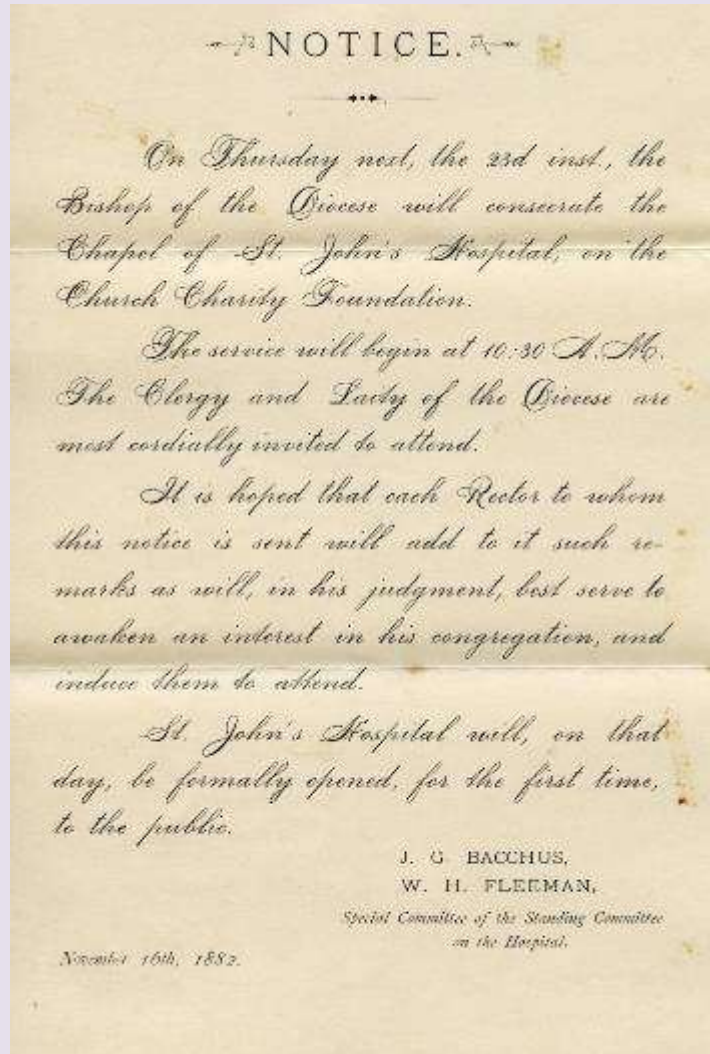 NOTICE.
On Thursday next, the 23d inst., the
Bishop of the Diocese will consecrate the
Chapel of St. John's Hospital, on the
Church Charity Foundation.
The service will begin at 10:30 A.M.
The Clergy and Laity of the Diocese are
most cordially invited to attend.
It is hoped that each Rector to whom
this notice is sent will add to it such re-
marks as will, in his judgment, best serve to
awaken an interest in his congregation, and
induce them to attend.
St. John's Hospital will, on that
day, be formally opened, for the first time,
to the public.
J. G. BACCHUS,
W. H. FLEEMAN,
Special Committee of the Standing Committee
on the Hospital.
November 16th, 1882.